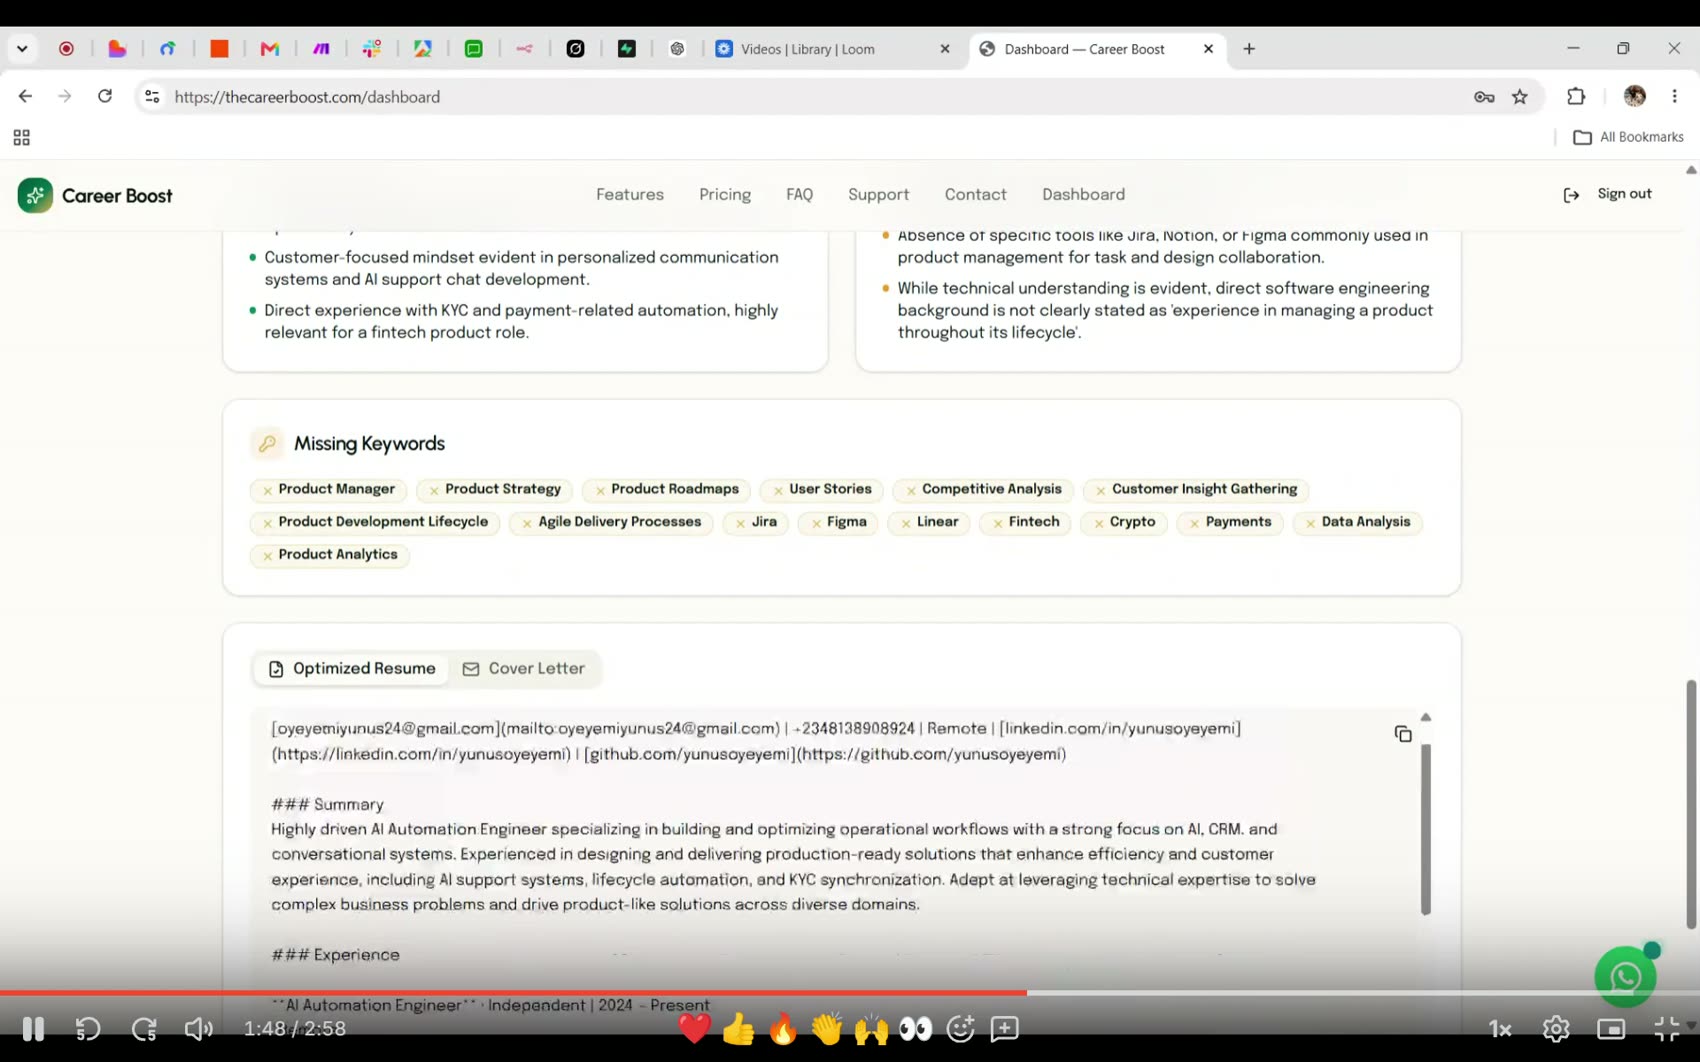 Videos | Library | Loom
Dashboard — Career Boost
https://thecareerboost.com/dashboard
All Bookmarks
Career Boost
Features
Pricing
FAQ
Support
Contact
Dashboard
Sign out
Customer-focused mindset evident in personalized communication
systems and AI support chat development.
Direct experience with KYC and payment-related automation, highly
relevant for a fintech product role.
Absence of specific tools like Jira, Notion, or Figma commonly used in
product management for task and design collaboration.
While technical understanding is evident, direct software engineering
background is not clearly stated as 'experience in managing a product
throughout its lifecycle'.
Missing Keywords
× Product Manager × Product Strategy × Product Roadmaps × User Stories × Competitive Analysis × Customer Insight Gathering
× Product Development Lifecycle × Agile Delivery Processes × Jira × Figma × Linear × Fintech × Crypto × Payments × Data Analysis
× Product Analytics
Optimized Resume
Cover Letter
[oyeyemiyunus24@gmail.com](mailto:oyeyemiyunus24@gmail.com) | +2348138908924 | Remote | [linkedin.com/in/yunusoyeyemi]
(https://linkedin.com/in/yunusoyeyemi) | [github.com/yunusoyeyemi](https://github.com/yunusoyeyemi)
### Summary
Highly driven AI Automation Engineer specializing in building and optimizing operational workflows with a strong focus on AI, CRM, and
conversational systems. Experienced in designing and delivering production-ready solutions that enhance efficiency and customer
experience, including AI support systems, lifecycle automation, and KYC synchronization. Adept at leveraging technical expertise to solve
complex business problems and drive product-like solutions across diverse domains.
### Experience
**AI Automation Engineer** · Independent | 2024 – Present
1:48 / 2:58
1x